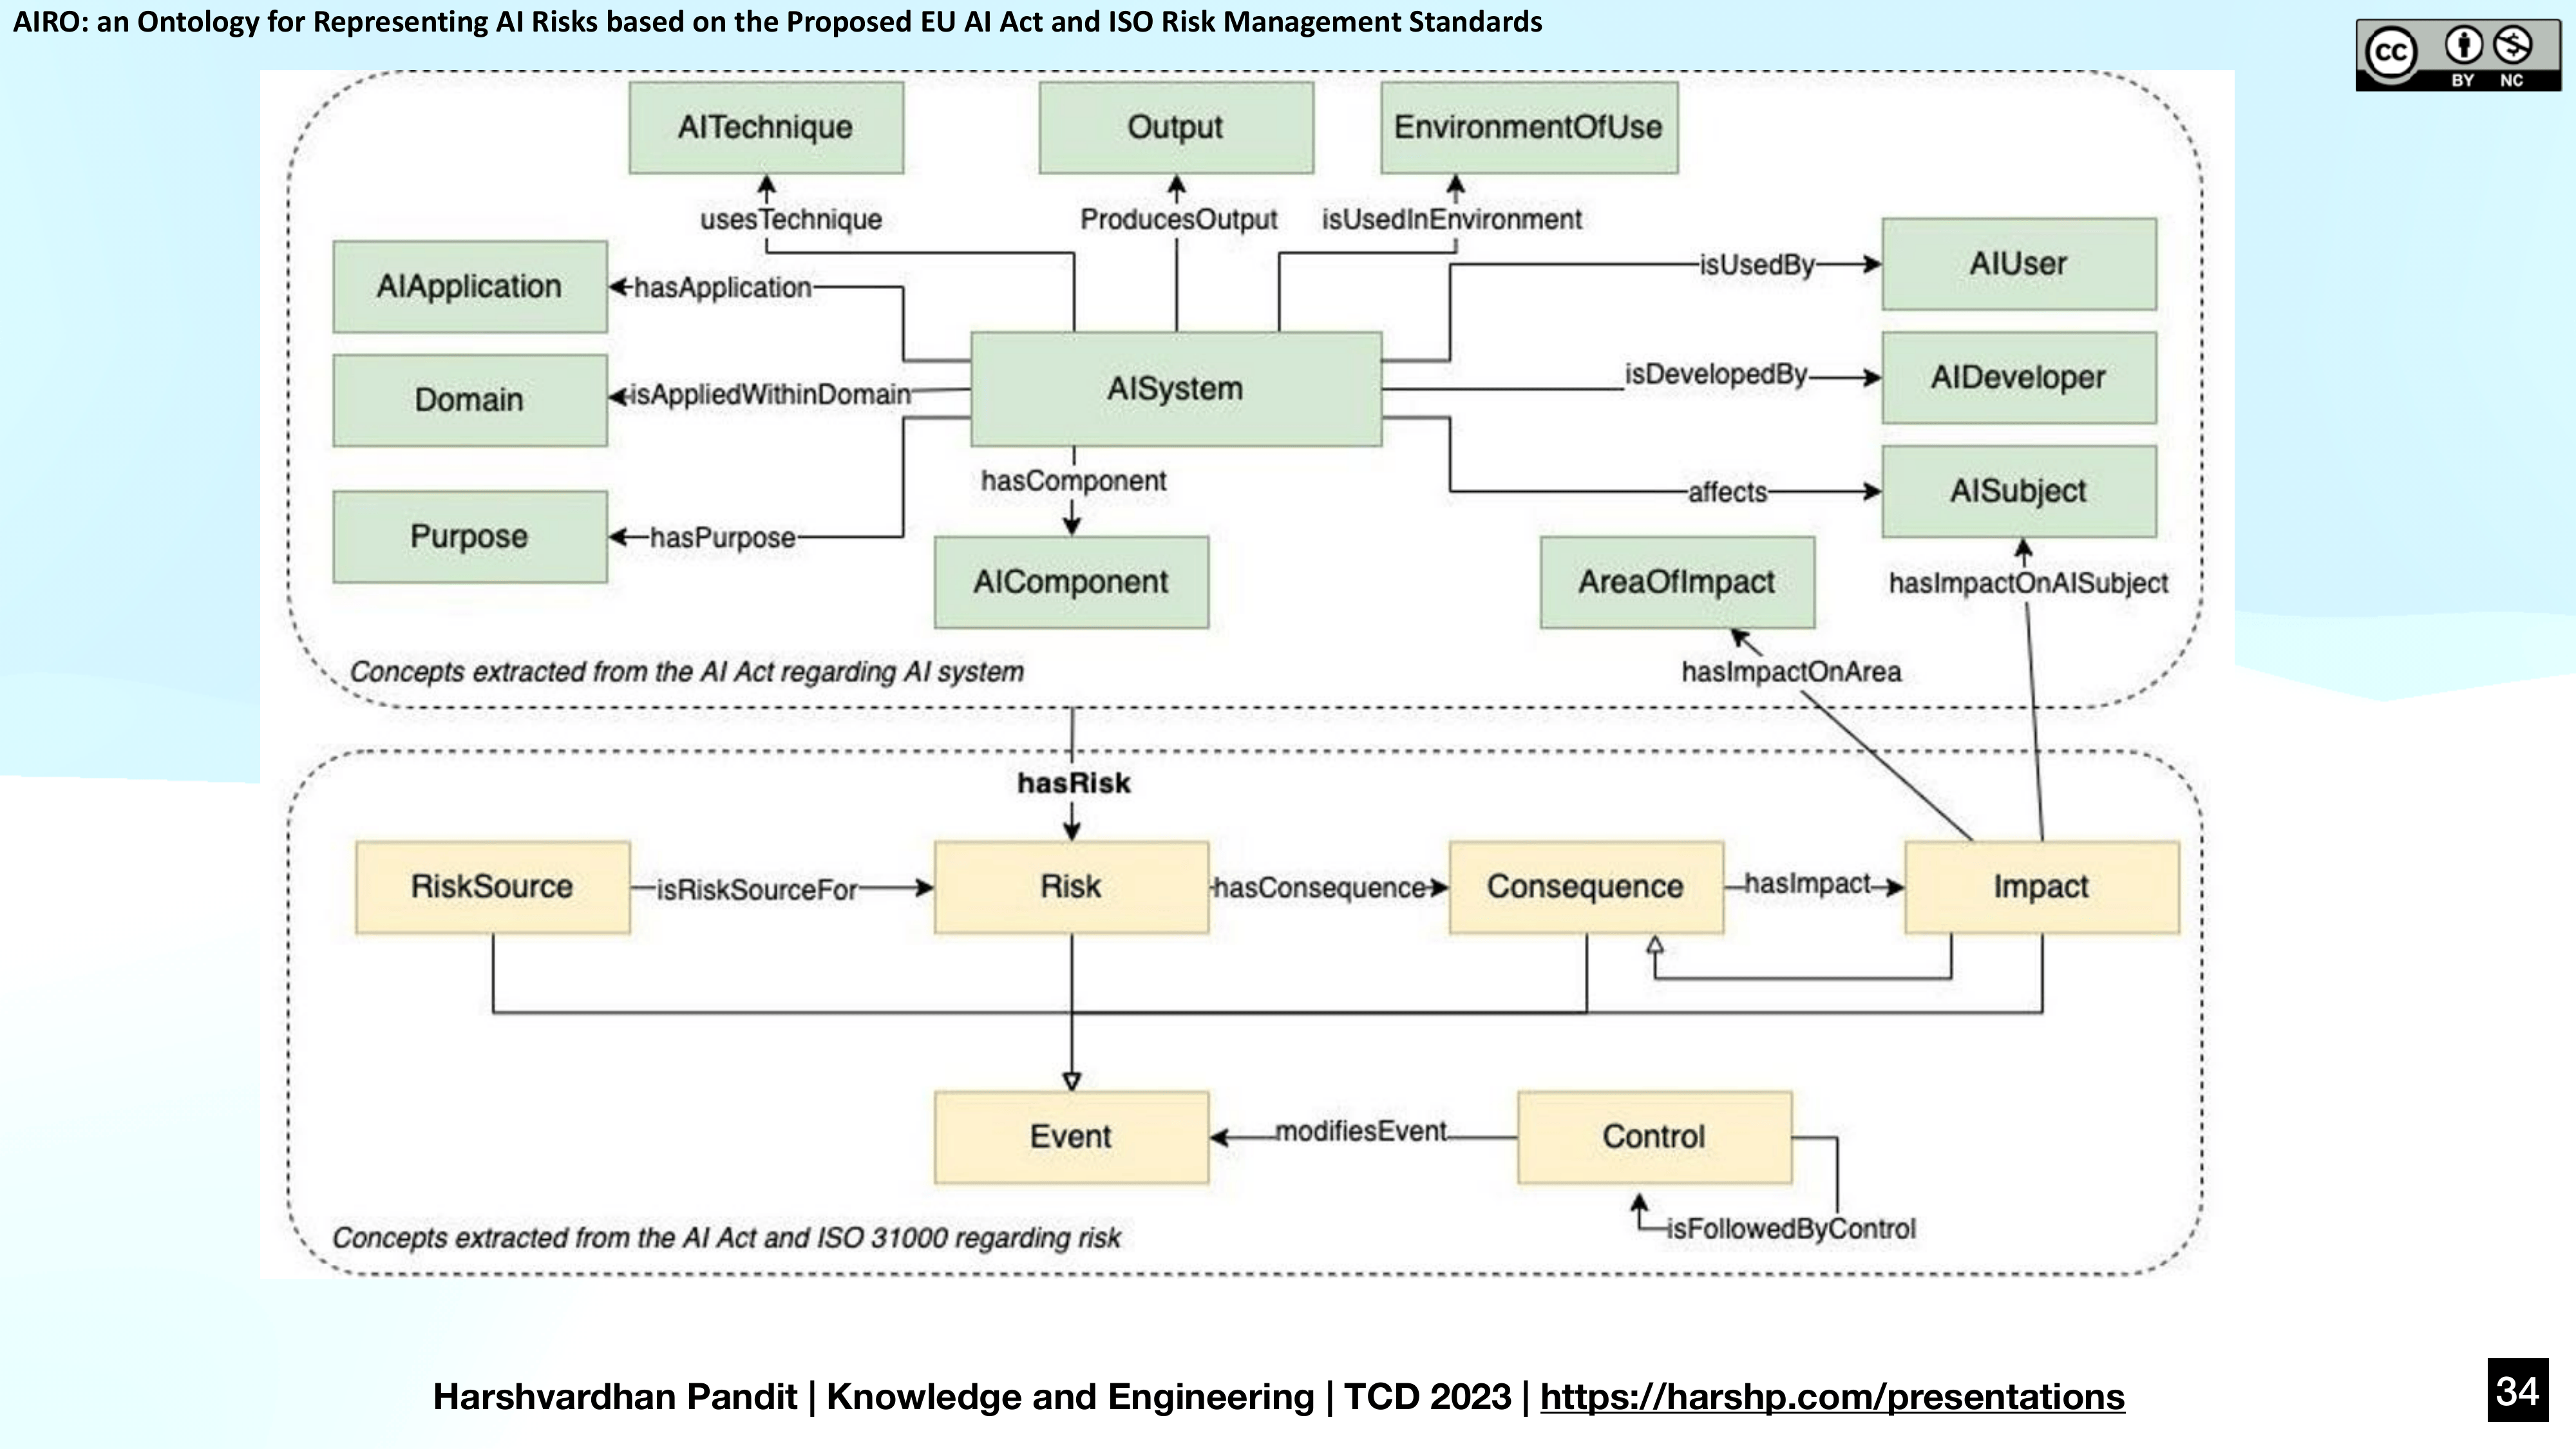 AIRO: an Ontology for Representing AI Risks based on the Proposed EU AI Act and ISO Risk Management Standards
CC
BY NC
AITechnique
Output
EnvironmentOfUse
usesTechnique
ProducesOutput
isUsedInEnvironment
AIApplication
hasApplication
isUsedBy
AIUser
Domain
isAppliedWithinDomain
AISystem
isDevelopedBy
AIDeveloper
hasComponent
affects
AISubject
Purpose
hasPurpose
AIComponent
AreaOfImpact
hasImpactOnAISubject
Concepts extracted from the AI Act regarding AI system
hasImpactOnArea
hasRisk
RiskSource
isRiskSourceFor
Risk
hasConsequence
Consequence
hasImpact
Impact
Event
modifiesEvent
Control
isFollowedByControl
Concepts extracted from the AI Act and ISO 31000 regarding risk
Harshvardhan Pandit | Knowledge and Engineering | TCD 2023 | https://harshp.com/presentations
34